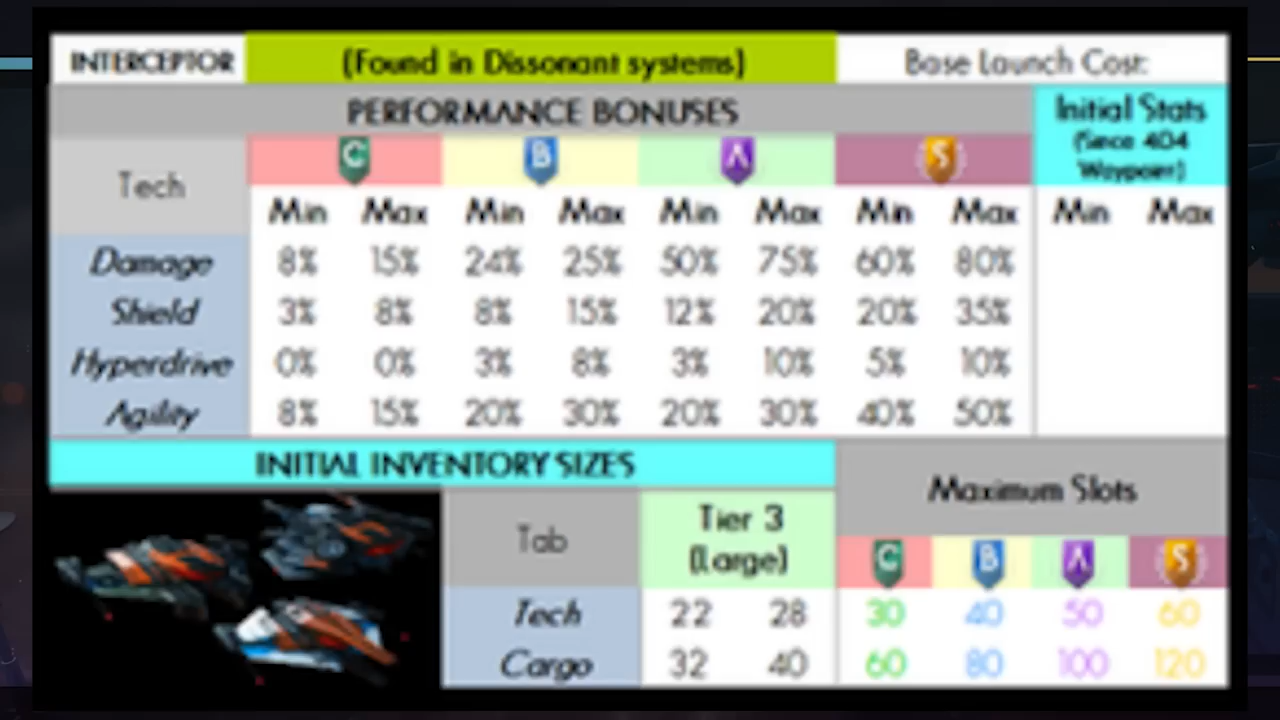 INTERCEPTOR (Found in Dissonant systems) Base Launch Cost:
PERFORMANCE BONUSES Initial Stats
(Since 404
Waypoint)
Tech C B A S
Min Max Min Max Min Max Min Max Min Max
Damage 8% 15% 24% 25% 50% 75% 60% 80%
Shield 3% 8% 8% 15% 12% 20% 20% 35%
Hyperdrive 0% 0% 3% 8% 3% 10% 5% 10%
Agility 8% 15% 20% 30% 20% 30% 40% 50%
INITIAL INVENTORY SIZES Maximum Slots
Tab Tier 3
(Large)
C B A S
Tech 22 28 30 40 50 60
Cargo 32 40 60 80 100 120